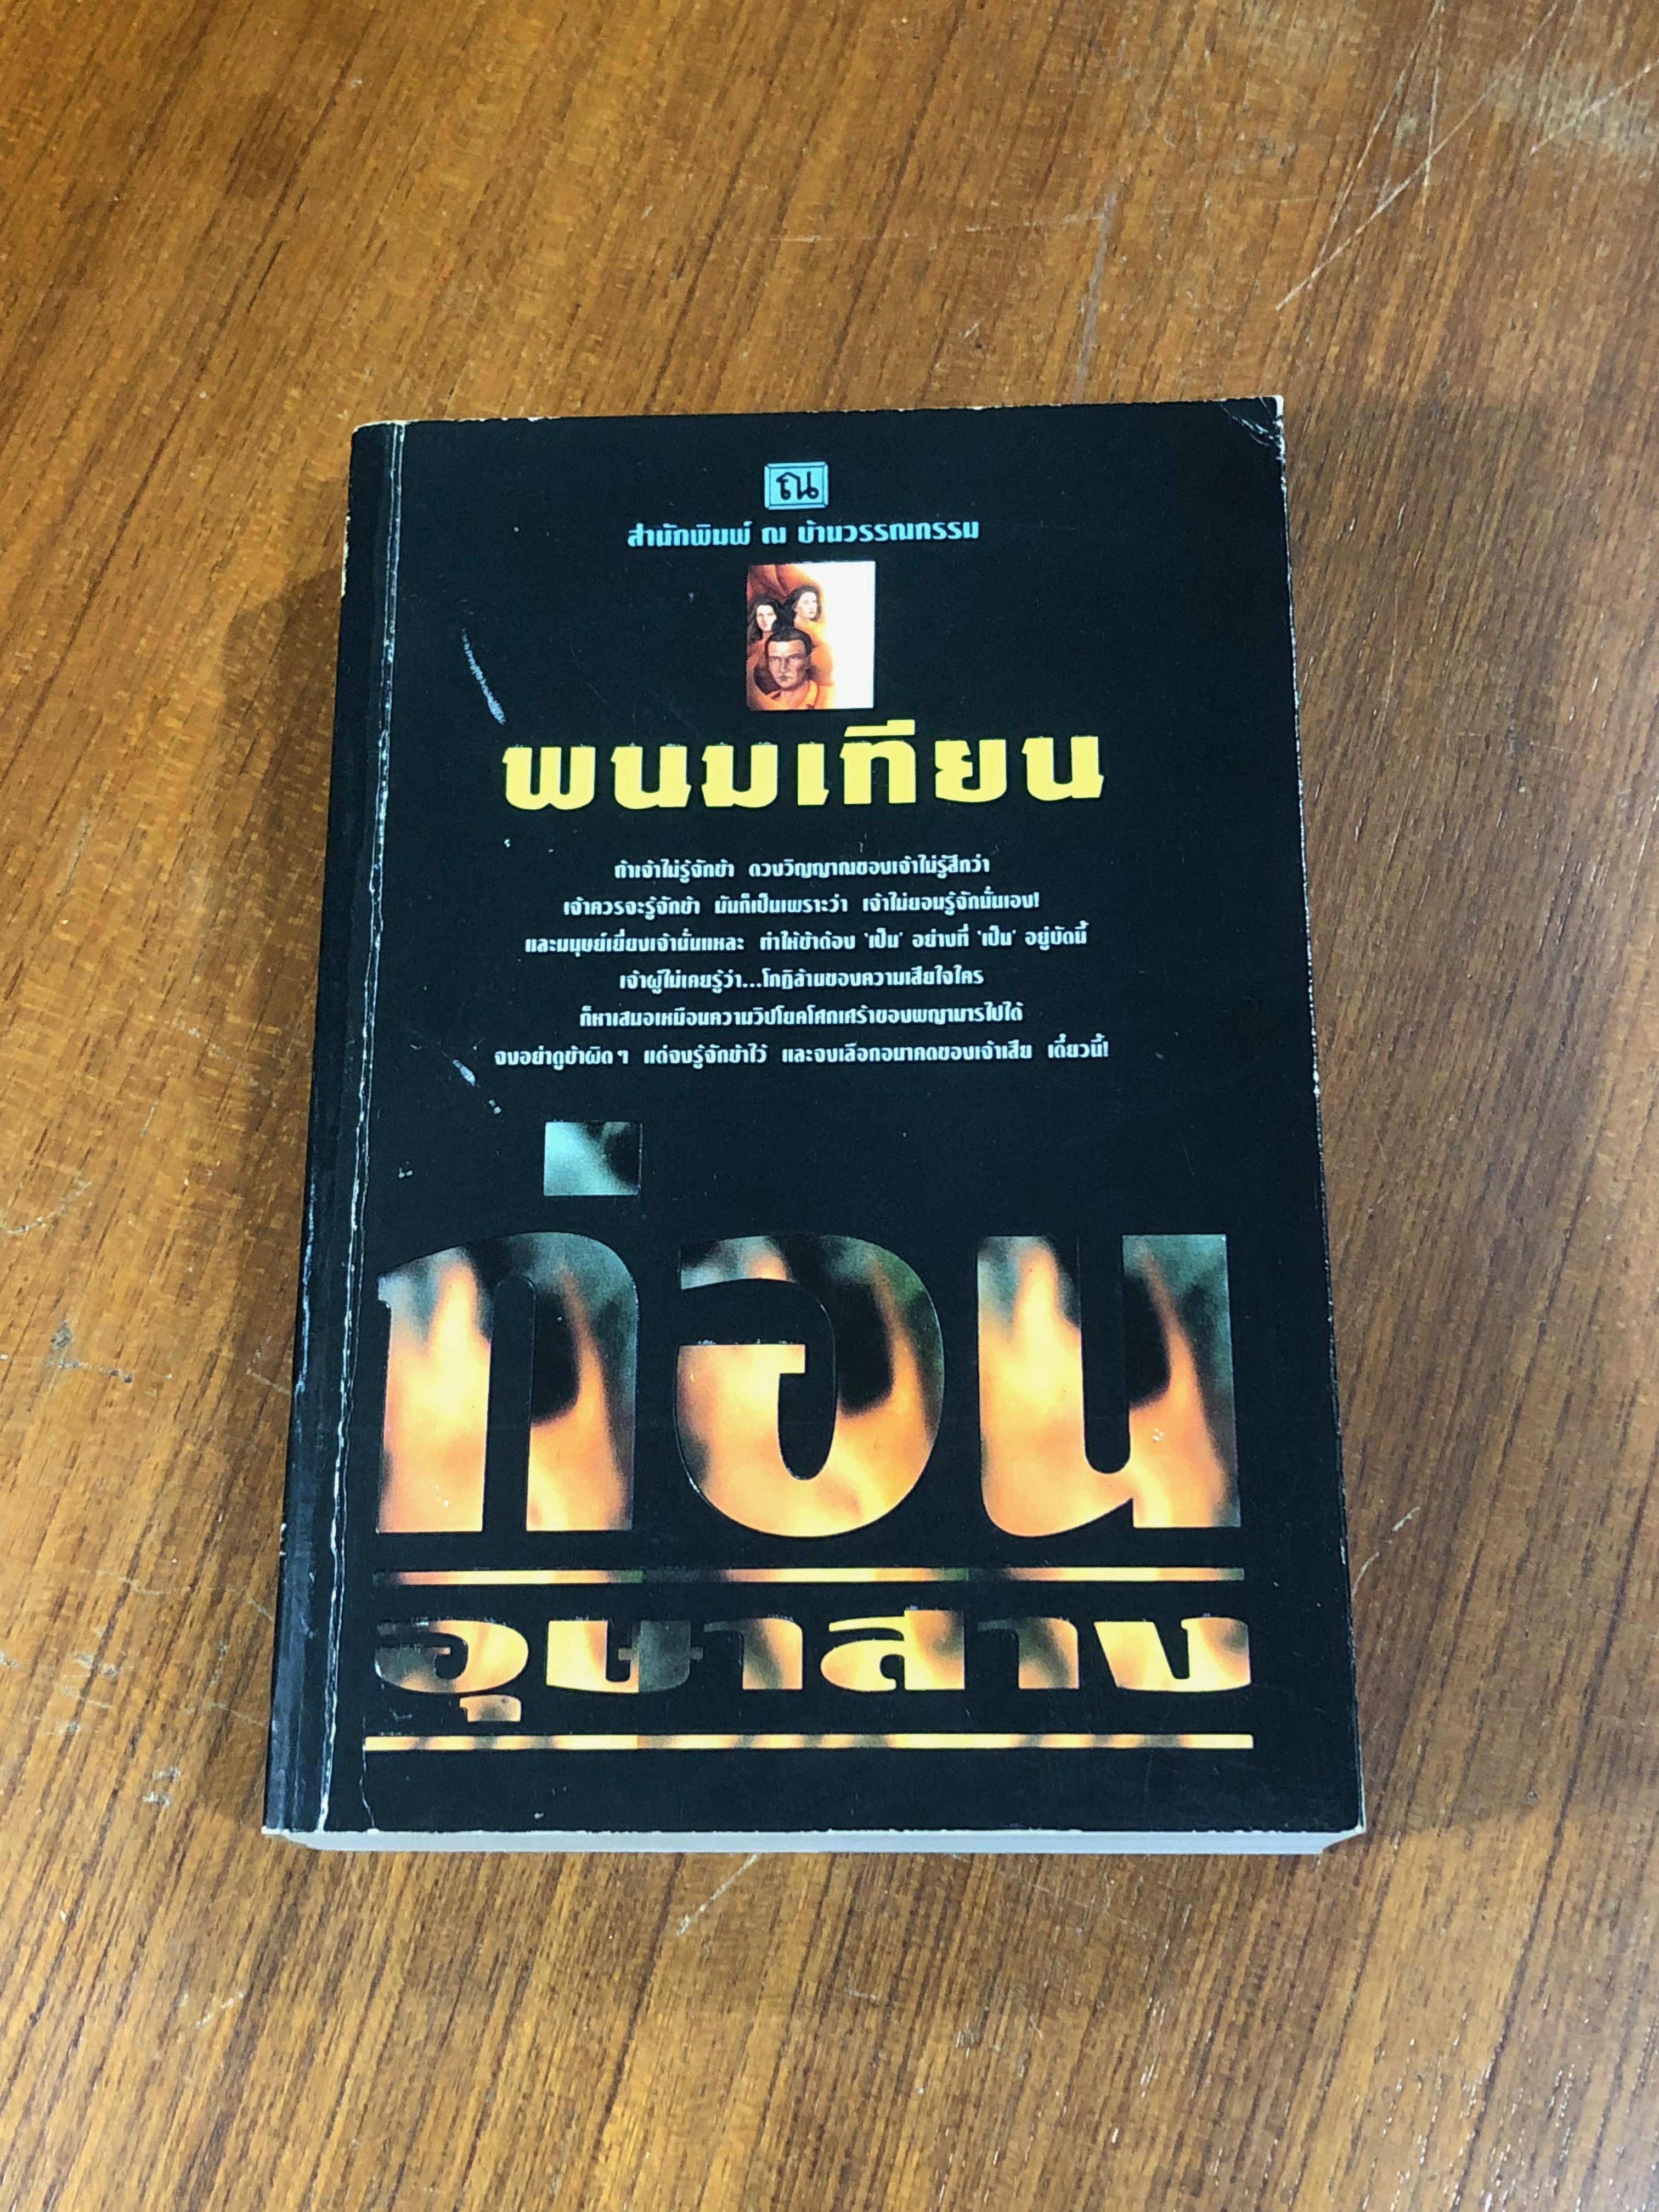 ณ
สำนักพิมพ์ ณ บ้านวรรณกรรม
พนมเทียน
ถ้าเจ้าไม่รู้จักข้า ดวงวิญญาณของเจ้าไม่รู้สึกว่า
เจ้าควรจะรู้จักข้า มันก็เป็นเพราะว่า เจ้าไม่ยอมรู้จักนั่นเอง!
และมนุษย์เยี่ยงเจ้านั่นแหละ ทำให้ข้าต้อง 'เป็น' อย่างที่ 'เป็น' อยู่บัดนี้
เจ้าผู้ไม่เคยรู้ว่า...โกฏิล้านของความเสียใจใคร
ก็หาเสมอเหมือนความวิปโยคโศกเศร้าของพญามารไปได้
จงอย่าดูข้าผิด ๆ แต่จงรู้จักข้าไว้ และจงเลือกอนาคตของเจ้าเสีย เดี๋ยวนี้!
ก่อน
อุษาสาง